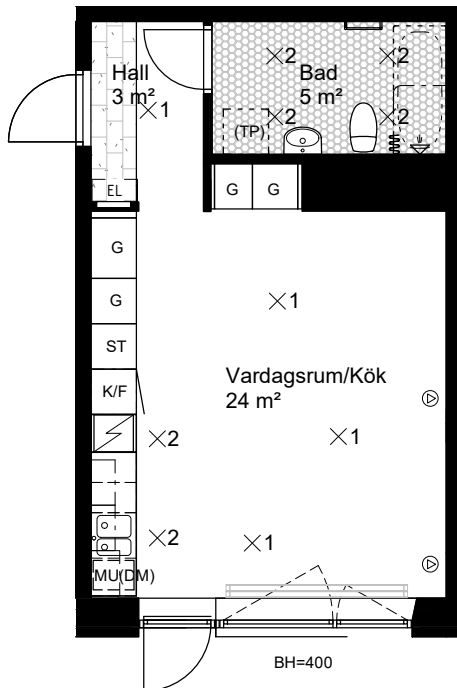 Hall
3 m²
1
2
2
Bad
5 m²
2
2
(TP)
EL
G
G
G
G
ST
K/F
1
Vardagsrum/Kök
24 m²
2
1
2
1
MU(DM)
BH=400